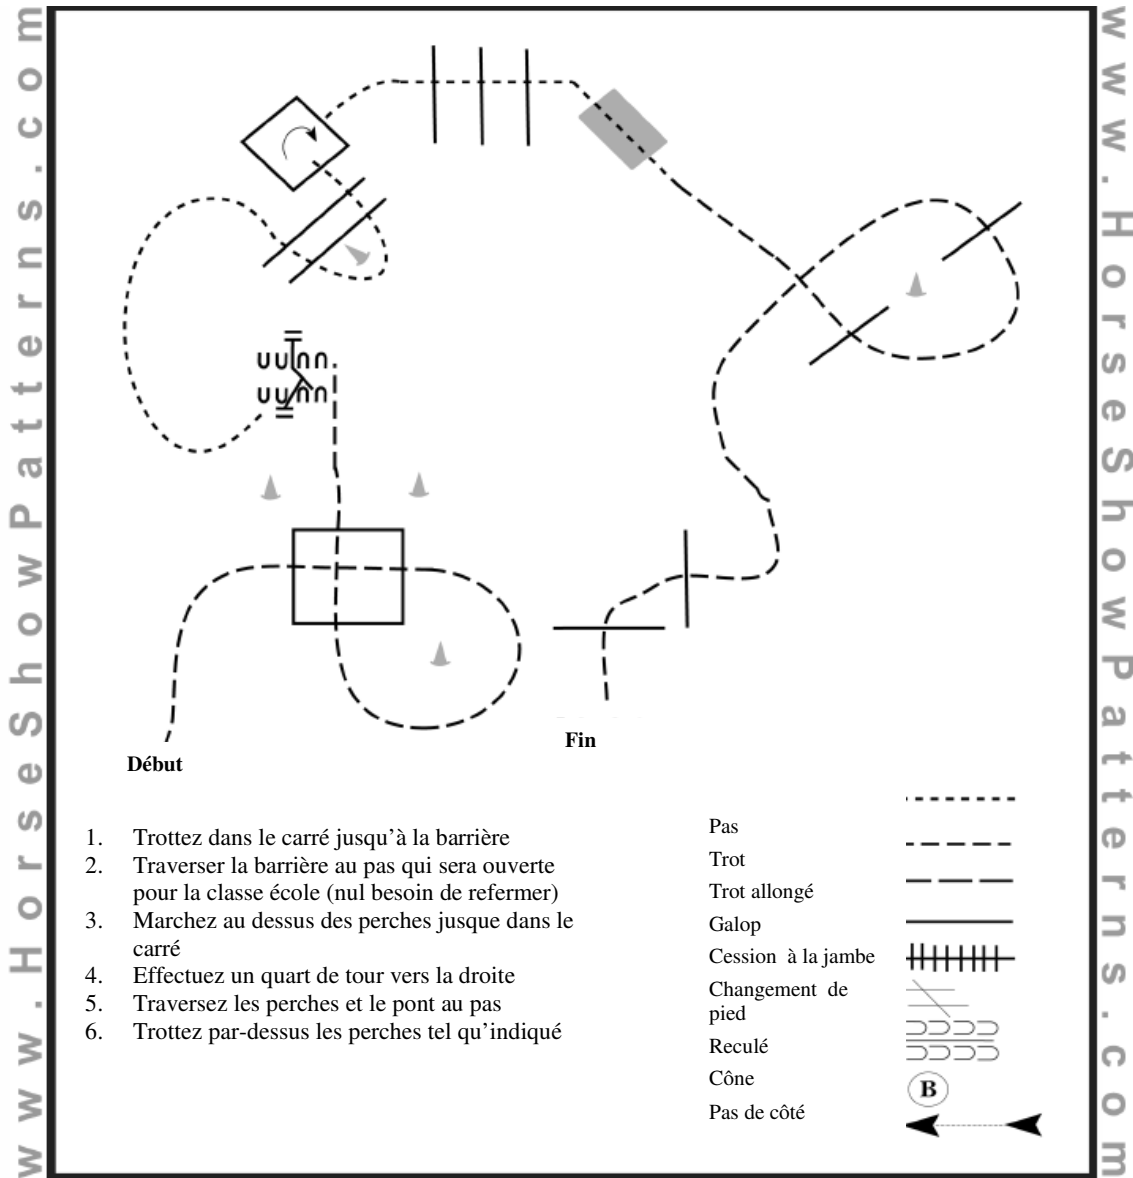 www.HorseShowPatterns.com
www.HorseShowPatterns.com
Fin
Début
1. Trottez dans le carré jusqu'à la barrière
2. Traverser la barrière au pas qui sera ouverte
pour la classe école (nul besoin de refermer)
3. Marchez au dessus des perches jusque dans le
carré
4. Effectuez un quart de tour vers la droite
5. Traversez les perches et le pont au pas
6. Trottez par-dessus les perches tel qu'indiqué
Pas
Trot
Trot allongé
Galop
Cession à la jambe
Changement de
pied
Reculé
Cône
Pas de côté
B